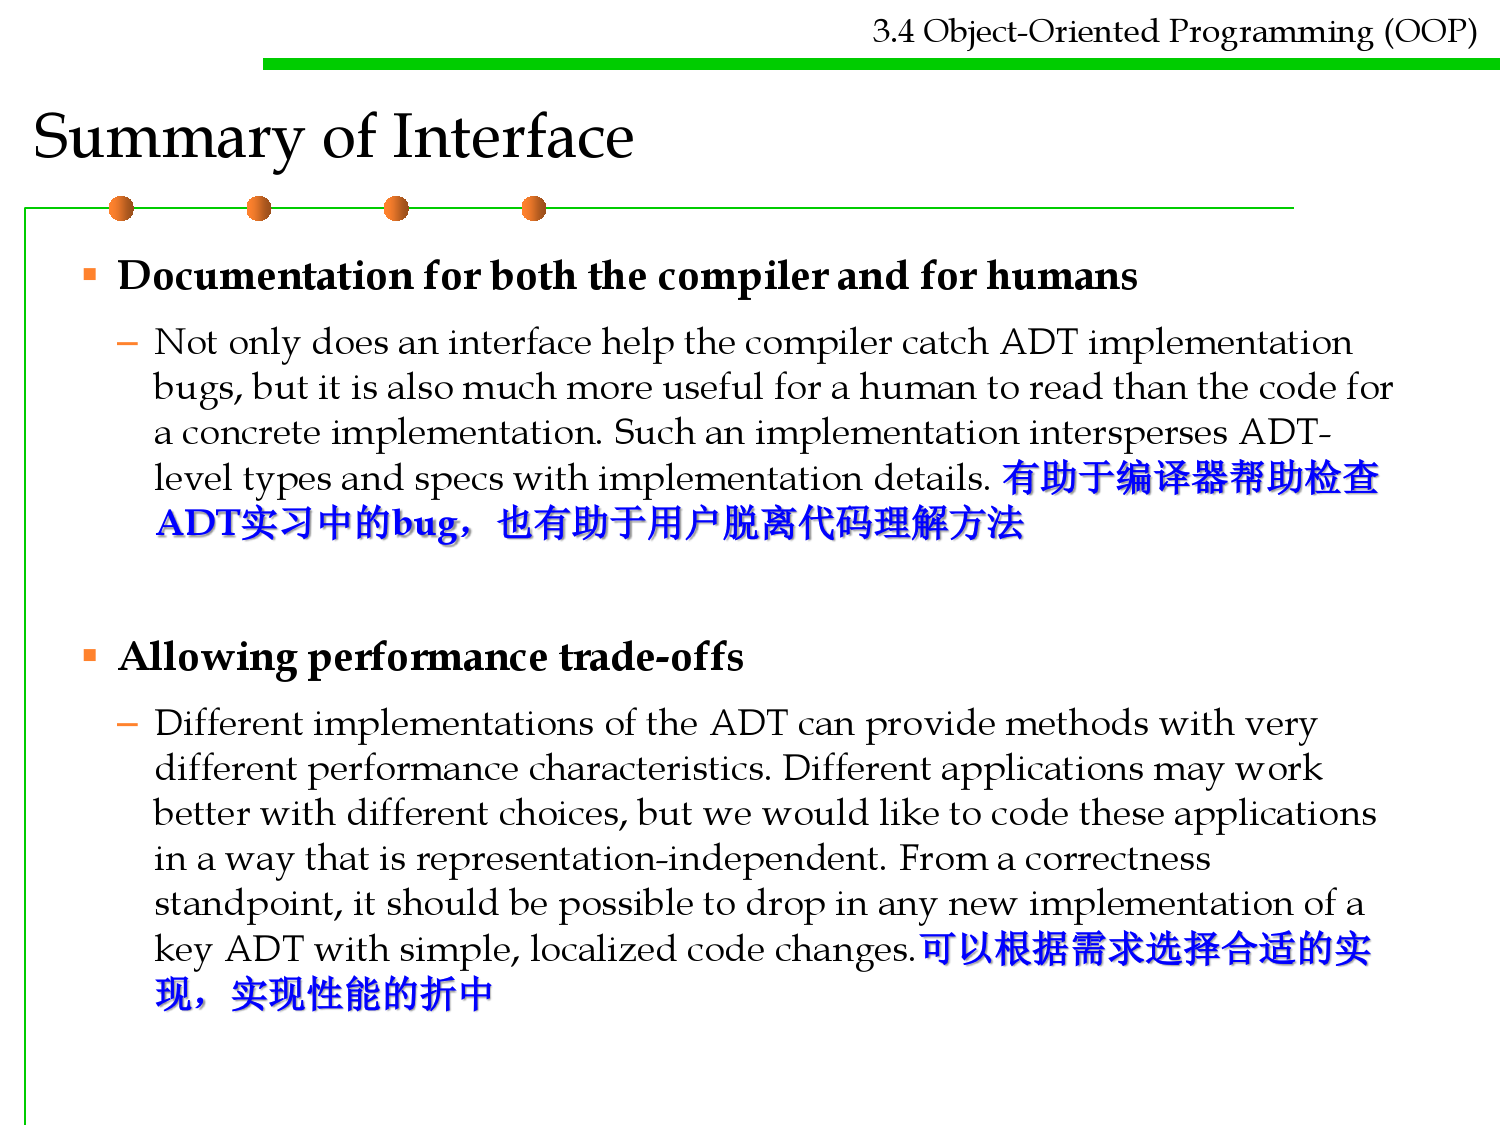 3.4 Object-Oriented Programming (OOP)
Summary of Interface
▪ Documentation for both the compiler and for humans
– Not only does an interface help the compiler catch ADT implementation
bugs, but it is also much more useful for a human to read than the code for
a concrete implementation. Such an implementation intersperses ADT-
level types and specs with implementation details. 有助于编译器帮助检查
ADT实习中的bug，也有助于用户脱离代码理解方法
▪ Allowing performance trade-offs
– Different implementations of the ADT can provide methods with very
different performance characteristics. Different applications may work
better with different choices, but we would like to code these applications
in a way that is representation-independent. From a correctness
standpoint, it should be possible to drop in any new implementation of a
key ADT with simple, localized code changes.可以根据需求选择合适的实
现，实现性能的折中